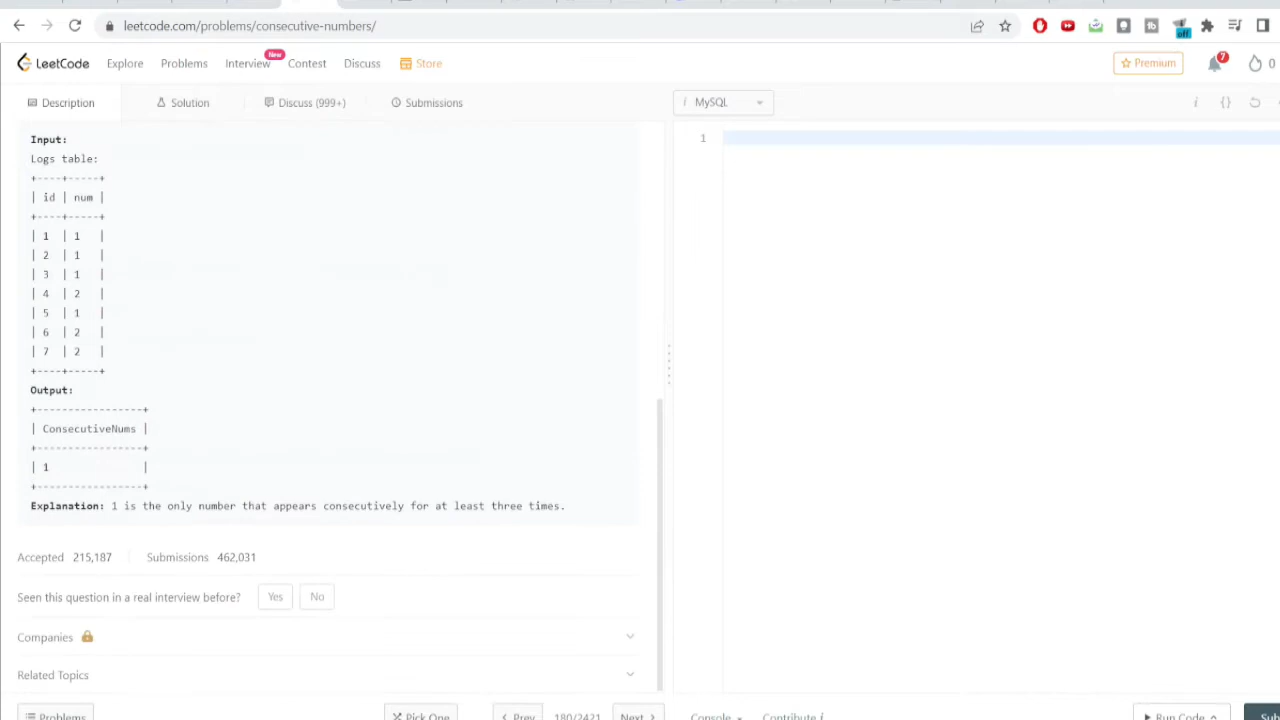 leetcode.com/problems/consecutive-numbers/
tb
off
LeetCode Explore Problems Interview New Contest Discuss Store Premium 7 0
Description Solution Discuss (999+) Submissions i MySQL i {}
Input:
Logs table:
+----+-----+
| id | num |
+----+-----+
| 1 | 1 |
| 2 | 1 |
| 3 | 1 |
| 4 | 2 |
| 5 | 1 |
| 6 | 2 |
| 7 | 2 |
+----+-----+
Output:
+-----------------+
| ConsecutiveNums |
+-----------------+
| 1 |
+-----------------+
Explanation: 1 is the only number that appears consecutively for at least three times.
1
Accepted 215,187 Submissions 462,031
Seen this question in a real interview before? Yes No
Companies
Related Topics
Problems Pick One Prev 180/2421 Next Console Contribute i Run Code